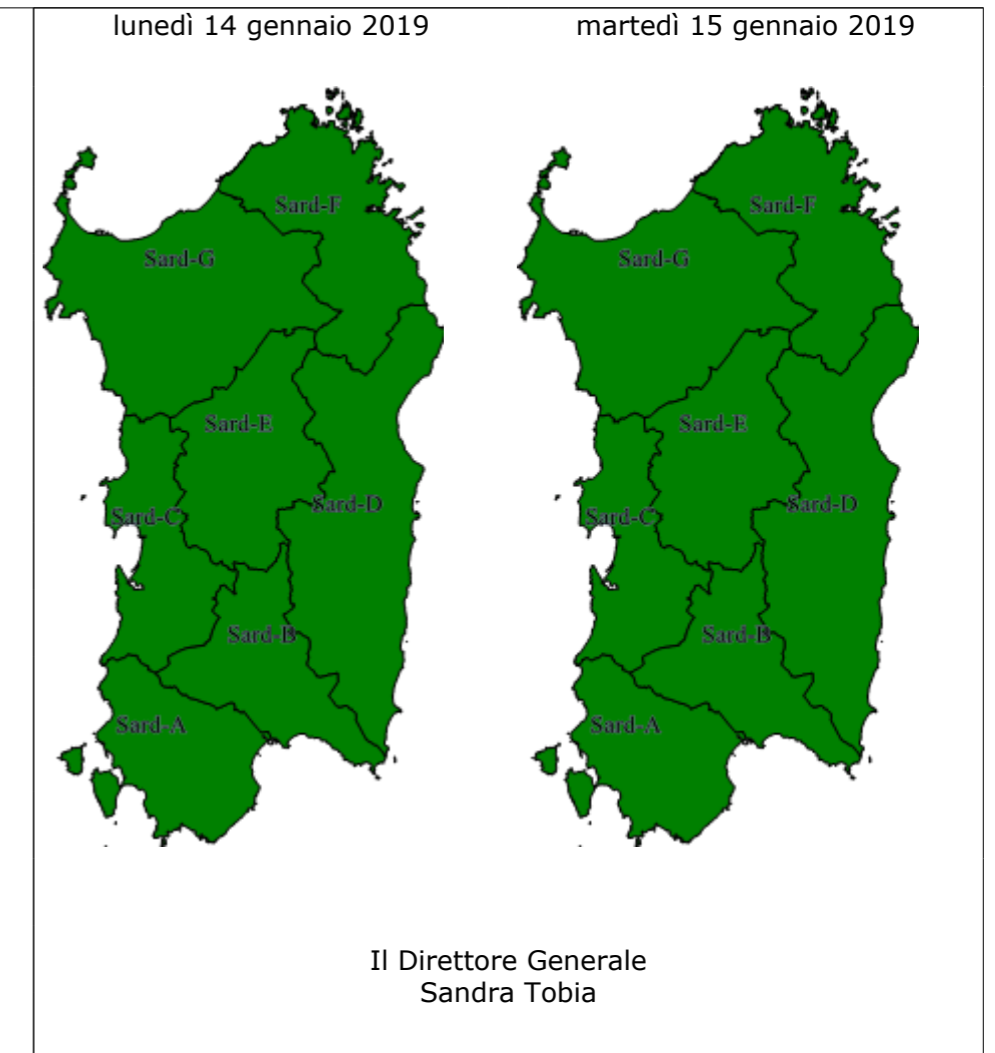 lunedì 14 gennaio 2019
martedì 15 gennaio 2019
Sard-F
Sard-G
Sard-E
Sard-D
Sard-C
Sard-B
Sard-A
Sard-F
Sard-G
Sard-E
Sard-D
Sard-C
Sard-B
Sard-A
Il Direttore Generale
Sandra Tobia